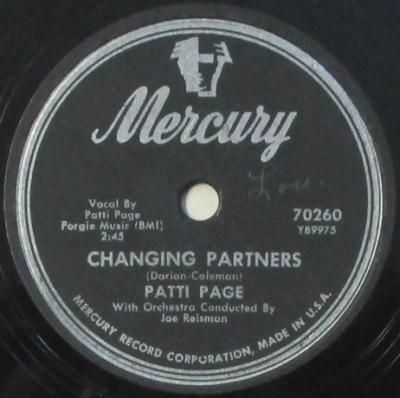 Mercury
Lou
Vocal By
Patti Page
Porgie Music (BMI)
2:45
70260
YB9975
CHANGING PARTNERS
(Darion-Coleman)
PATTI PAGE
With Orchestra Conducted By
Joe Reisman
MERCURY RECORD CORPORATION, MADE IN U.S.A.